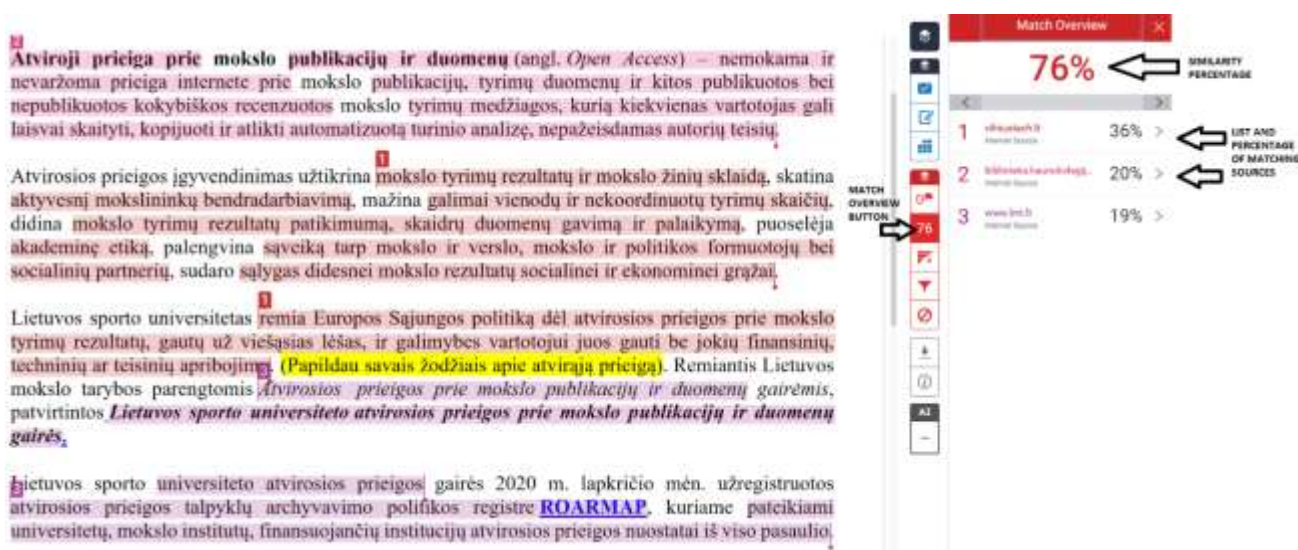 2
Atviroji prieiga prie mokslo publikacijų ir duomenų (angl. Open Access) – nemokama ir
nevaržoma prieiga internete prie mokslo publikacijų, tyrimų duomenų ir kitos publikuotos bei
nepublikuotos kokybiškos recenzuotos mokslo tyrimų medžiagos, kurią kiekvienas vartotojas gali
laisvai skaityti, kopijuoti ir atlikti automatizuotą turinio analizę, nepažeisdamas autorių teisių.
1
Atvirosios prieigos įgyvendinimas užtikrina mokslo tyrimų rezultatų ir mokslo žinių sklaidą, skatina
aktyvesnį mokslininkų bendradarbiavimą, mažina galimai vienodų ir nekoordinuotų tyrimų skaičių,
didina mokslo tyrimų rezultatų patikimumą, skaidrų duomenų gavimą ir palaikymą, puoselėja
akademinę etiką, palengvina sąveiką tarp mokslo ir verslo, mokslo ir politikos formuotojų bei
socialinių partnerių, sudaro sąlygas didesnei mokslo rezultatų socialinei ir ekonominei grąžai.
1
Lietuvos sporto universitetas remia Europos Sąjungos politiką dėl atvirosios prieigos prie mokslo
tyrimų rezultatų, gautų už viešąsias lėšas, ir galimybes vartotojui juos gauti be jokių finansinių,
techninių ar teisinių apribojimų. (Papildau savais žodžiais apie atvirąją prieigą). Remiantis Lietuvos
3
mokslo tarybos parengtomis Atvirosios prieigos prie mokslo publikacijų ir duomenų gairėmis,
patvirtintos Lietuvos sporto universiteto atvirosios prieigos prie mokslo publikacijų ir duomenų
gairės.
3
Lietuvos sporto universiteto atvirosios prieigos gairės 2020 m. lapkričio mėn. užregistruotos
atvirosios prieigos talpyklų archyvavimo politikos registre ROARMAP, kuriame pateikiami
universitetų, mokslo institutų, finansuojančių institucijų atvirosios prieigos nuostatai iš viso pasaulio.
MATCH
OVERVIEW
BUTTON
76
AI
Match Overview
76%
SIMILARITY
PERCENTAGE
1
36%
2
20%
3 www.lmt.lt
19%
LIST AND
PERCENTAGE
OF MATCHING
SOURCES